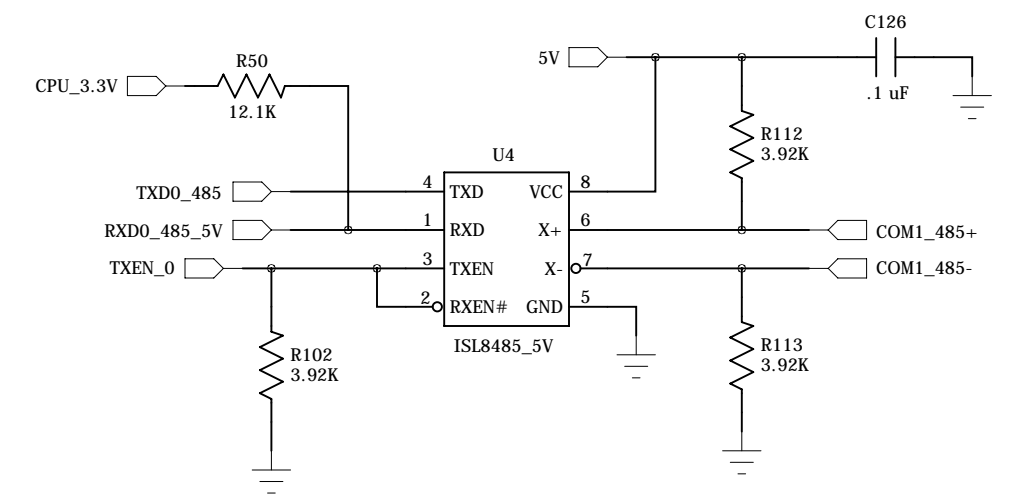 C126
5V
R50
CPU_3.3V
.1 uF
12.1K
R112
3.92K
U4
TXD0_485
4
TXD
VCC
8
RXD0_485_5V
1
RXD
X+
6
COM1_485+
TXEN_0
3
TXEN
X-
7
COM1_485-
2
RXEN#
GND
5
ISL8485_5V
R102
3.92K
R113
3.92K